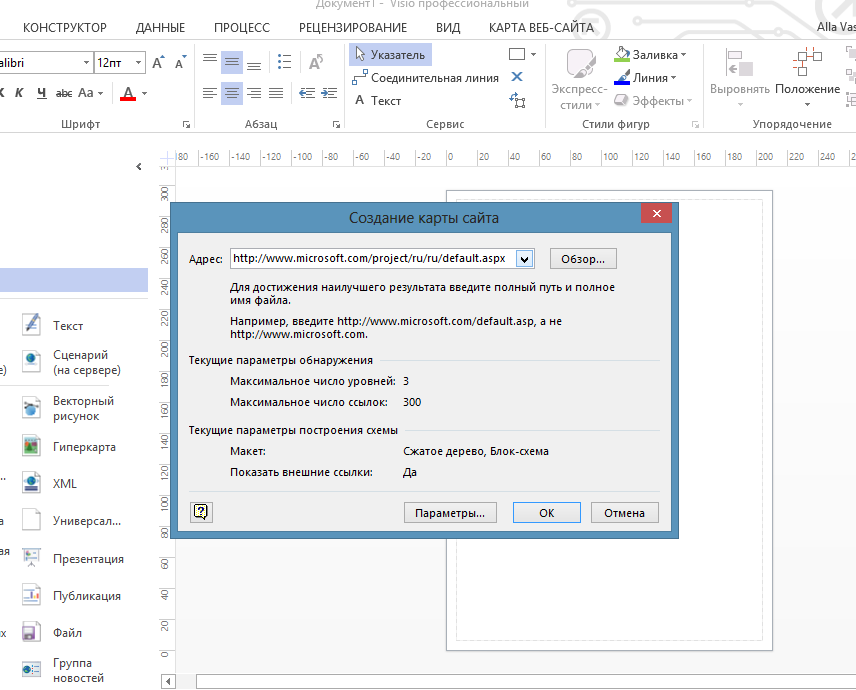 Документ1 - Visio профессиональный
КОНСТРУКТОР ДАННЫЕ ПРОЦЕСС РЕЦЕНЗИРОВАНИЕ ВИД КАРТА ВЕБ-САЙТА Alla Vas
alibri 12пт А А
К Ч abc Aa А
Указатель
Соединительная линия
А Текст
Экспресс-
стили
Заливка
Линия
Эффекты
Выровнять Положение
Шрифт Абзац Сервис Стили фигур Упорядочение
180 -160 -140 -120 -100 -80 -60 -40 -20 0 20 40 60 80 100 120 140 160 180 200 220 240
300
280
260
240
220
200
180
160
140
120
100
80
60
40
20
0
Создание карты сайта
Адрес: http://www.microsoft.com/project/ru/ru/default.aspx Обзор...
Для достижения наилучшего результата введите полный путь и полное
имя файла.
Например, введите http://www.microsoft.com/default.asp, а не
http://www.microsoft.com.
Текущие параметры обнаружения
Максимальное число уровней: 3
Максимальное число ссылок: 300
Текущие параметры построения схемы
Макет: Сжатое дерево, Блок-схема
Показать внешние ссылки: Да
? Параметры... ОК Отмена
Текст
Сценарий
(на сервере)
Векторный
рисунок
Гиперкарта
XML
Универсал...
Презентация
Публикация
Файл
Группа
новостей